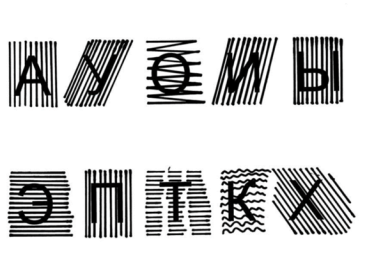 А У О И Ы
Э П Т К Х